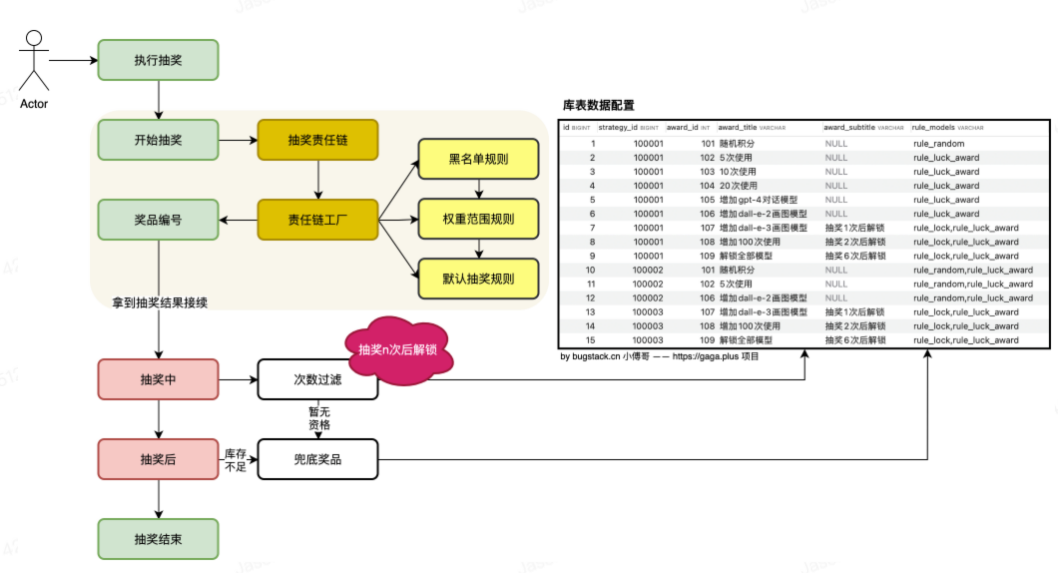 Actor
执行抽奖
开始抽奖
抽奖责任链
黑名单规则
奖品编号
责任链工厂
权重范围规则
默认抽奖规则
拿到抽奖结果接续
抽奖n次后解锁
抽奖中
次数过滤
暂无
资格
抽奖后
库存
不足
兜底奖品
抽奖结束
库表数据配置
id BIGINT strategy_id BIGINT award_id INT award_title VARCHAR award_subtitle VARCHAR rule_models VARCHAR
1 100001 101 随机积分 NULL rule_random
2 100001 102 5次使用 NULL rule_luck_award
3 100001 103 10次使用 NULL rule_luck_award
4 100001 104 20次使用 NULL rule_luck_award
5 100001 105 增加gpt-4对话模型 NULL rule_luck_award
6 100001 106 增加dall-e-2画图模型 NULL rule_luck_award
7 100001 107 增加dall-e-3画图模型 抽奖1次后解锁 rule_lock,rule_luck_award
8 100001 108 增加100次使用 抽奖2次后解锁 rule_lock,rule_luck_award
9 100001 109 解锁全部模型 抽奖6次后解锁 rule_lock,rule_luck_award
10 100002 101 随机积分 NULL rule_random,rule_luck_award
11 100002 102 5次使用 NULL rule_random,rule_luck_award
12 100002 106 增加dall-e-2画图模型 NULL rule_random,rule_luck_award
13 100003 107 增加dall-e-3画图模型 抽奖1次后解锁 rule_lock,rule_luck_award
14 100003 108 增加100次使用 抽奖2次后解锁 rule_lock,rule_luck_award
15 100003 109 解锁全部模型 抽奖6次后解锁 rule_lock,rule_luck_award
by bugstack.cn 小傅哥 —— https://gaga.plus 项目